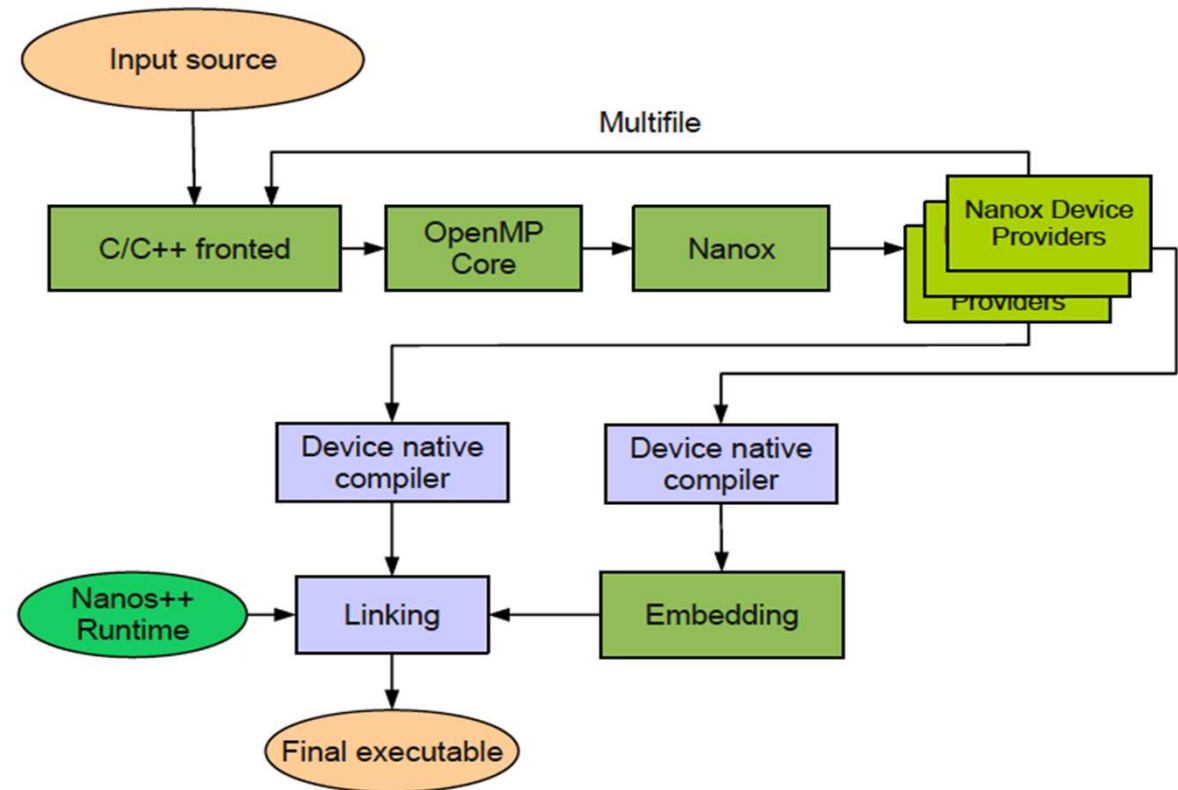 Input source
Multifile
C/C++ fronted
OpenMP
Core
Nanox
Nanox Device
Providers
Providers
Device native
compiler
Device native
compiler
Nanos++
Runtime
Linking
Embedding
Final executable